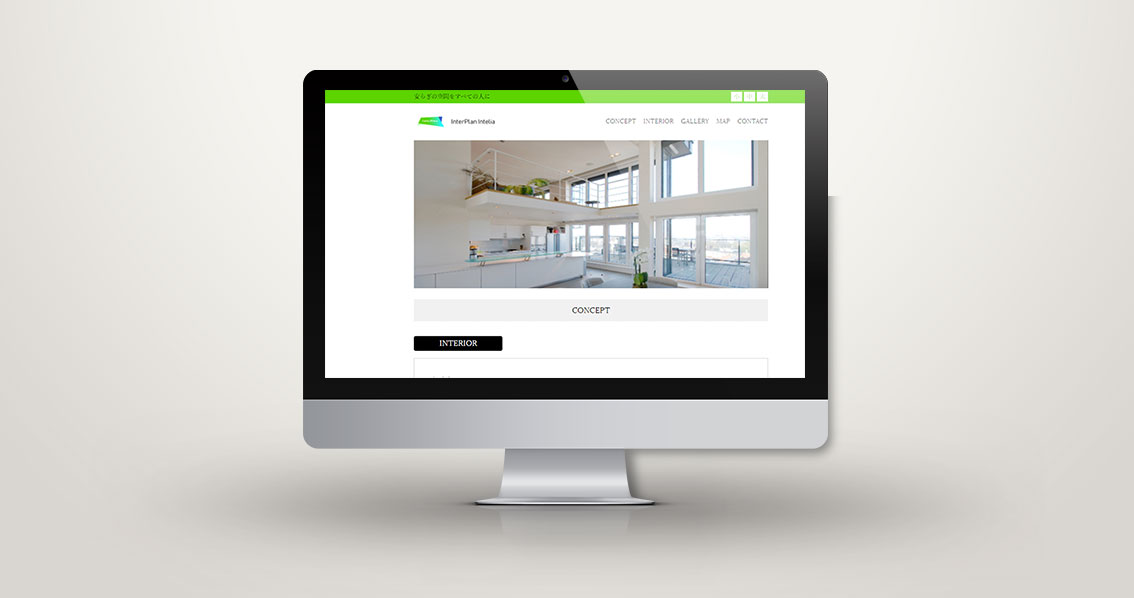 安らぎの空間をすべての人に
InterPlan Intelia
CONCEPT INTERIOR GALLERY MAP CONTACT
CONCEPT
INTERIOR